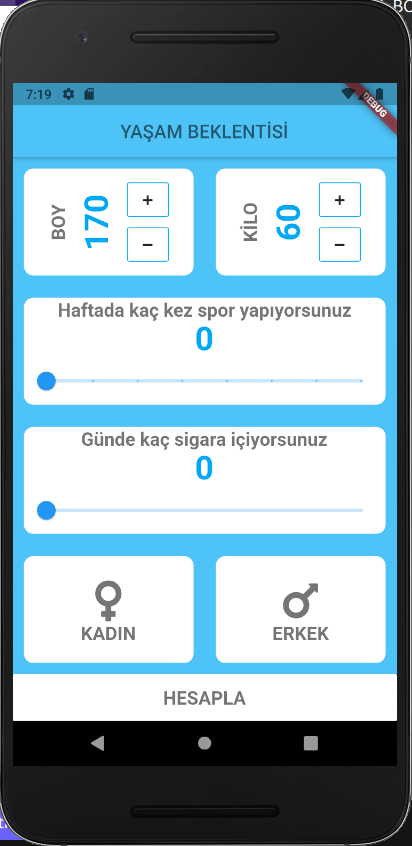 BO
7:19
DEBUG
YAŞAM BEKLENTİSİ
BOY
170
+
−
KİLO
60
+
−
Haftada kaç kez spor yapıyorsunuz
0
Günde kaç sigara içiyorsunuz
0
KADIN
ERKEK
HESAPLA